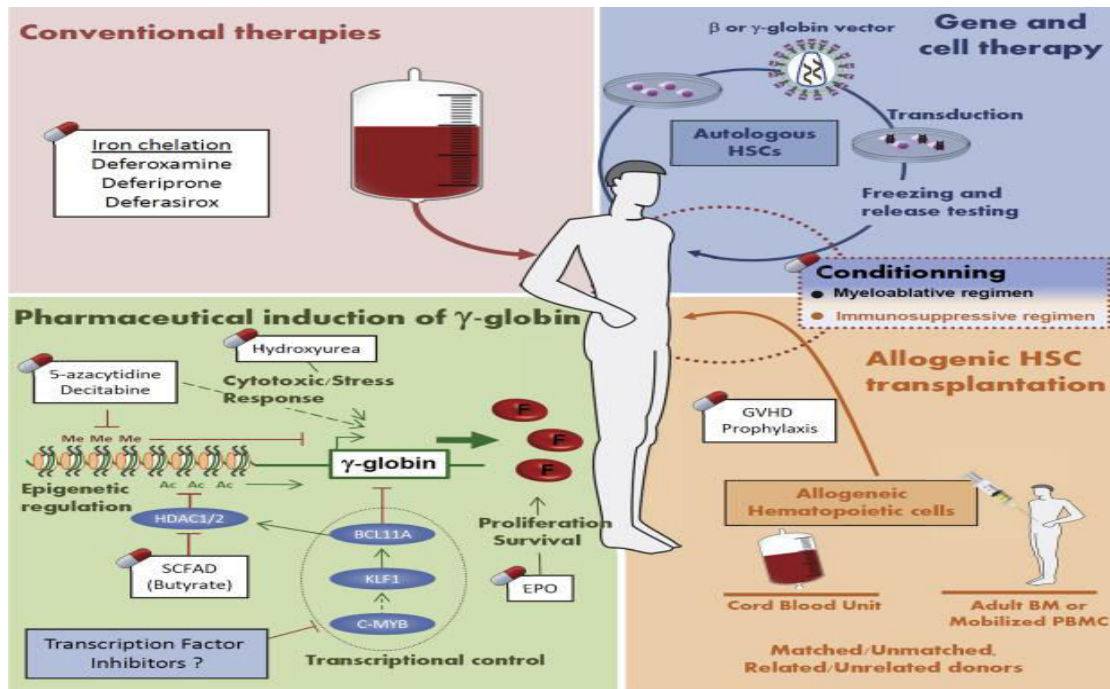 Conventional therapies
Iron chelation
Deferoxamine
Deferiprone
Deferasirox
Gene and
cell therapy
β or γ-globin vector
Transduction
Autologous
HSCs
Freezing and
release testing
Conditionning
● Myeloablative regimen
● Immunosuppressive regimen
Pharmaceutical induction of γ-globin
Hydroxyurea
5-azacytidine
Decitabine
Cytotoxic/Stress
Response
Me Me Me
γ-globin
F
F
F
Ac Ac Ac
Epigenetic
regulation
HDAC1/2
BCL11A
Proliferation
Survival
SCFAD
(Butyrate)
KLF1
EPO
C-MYB
Transcription Factor
Inhibitors ?
Transcriptional control
Allogenic HSC
transplantation
GVHD
Prophylaxis
Allogeneic
Hematopoietic cells
Cord Blood Unit
Adult BM or
Mobilized PBMC
Matched/Unmatched,
Related/Unrelated donors